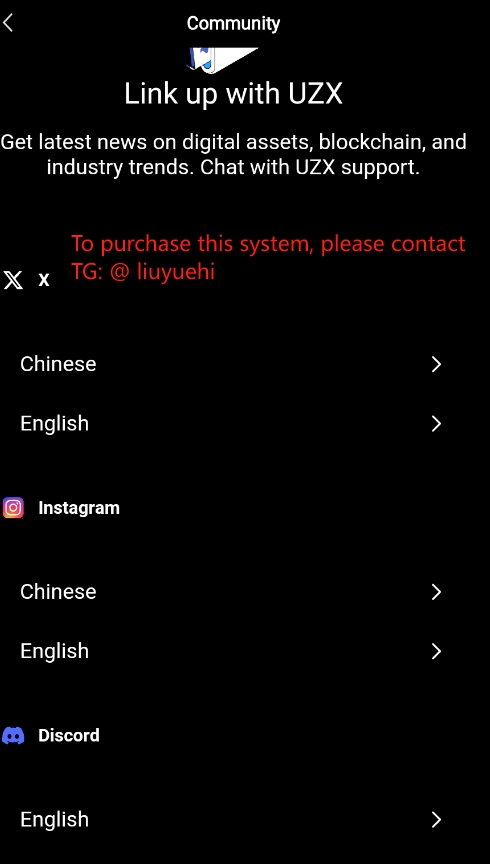 Community
Link up with UZX
Get latest news on digital assets, blockchain, and
industry trends. Chat with UZX support.
To purchase this system, please contact
TG: @ liuyuehi
X
Chinese
English
Instagram
Chinese
English
Discord
English